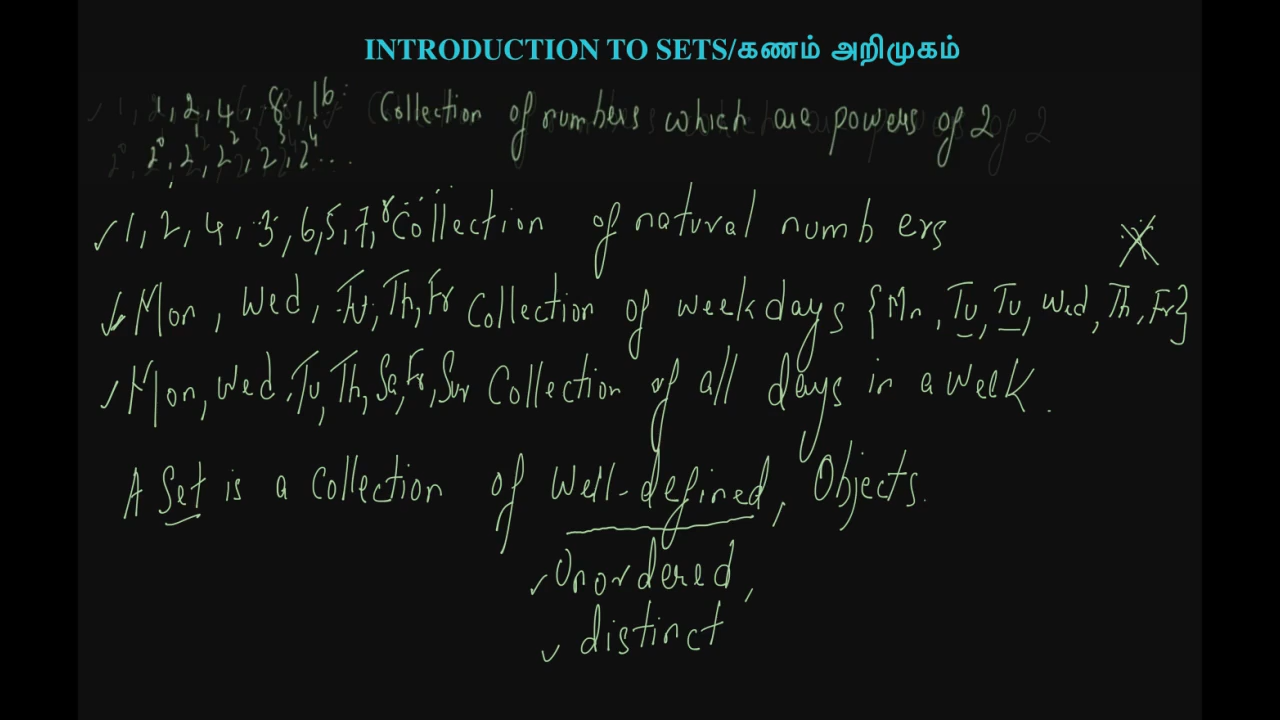 INTRODUCTION TO SETS/கணம் அறிமுகம்
1, 2, 4, 8, 16 Collection of numbers which are powers of 2
2⁰, 2¹, 2², 2³, 2⁴ ...
1, 2, 4, 3, 6, 5, 7, 8 Collection of natural numbers
Mon, Wed, Tu, Th, Fr Collection of weekdays {Mn, Tu, Tu, Wed, Th, Fr}
Mon, Wed, Tu, Th, Sa, Fr, Sun Collection of all days in a week.
A Set is a Collection of Well-defined, Objects.
Unordered,
distinct